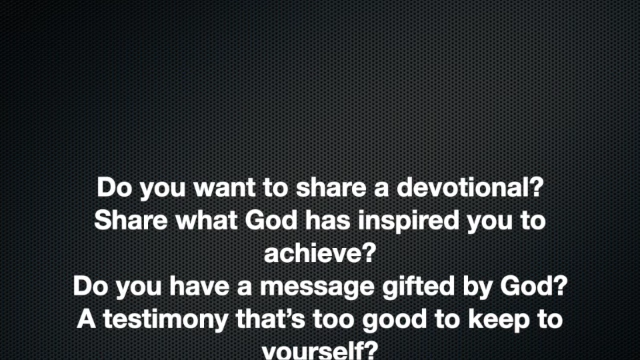 Do you want to share a devotional?
Share what God has inspired you to
achieve?
Do you have a message gifted by God?
A testimony that’s too good to keep to
yourself?